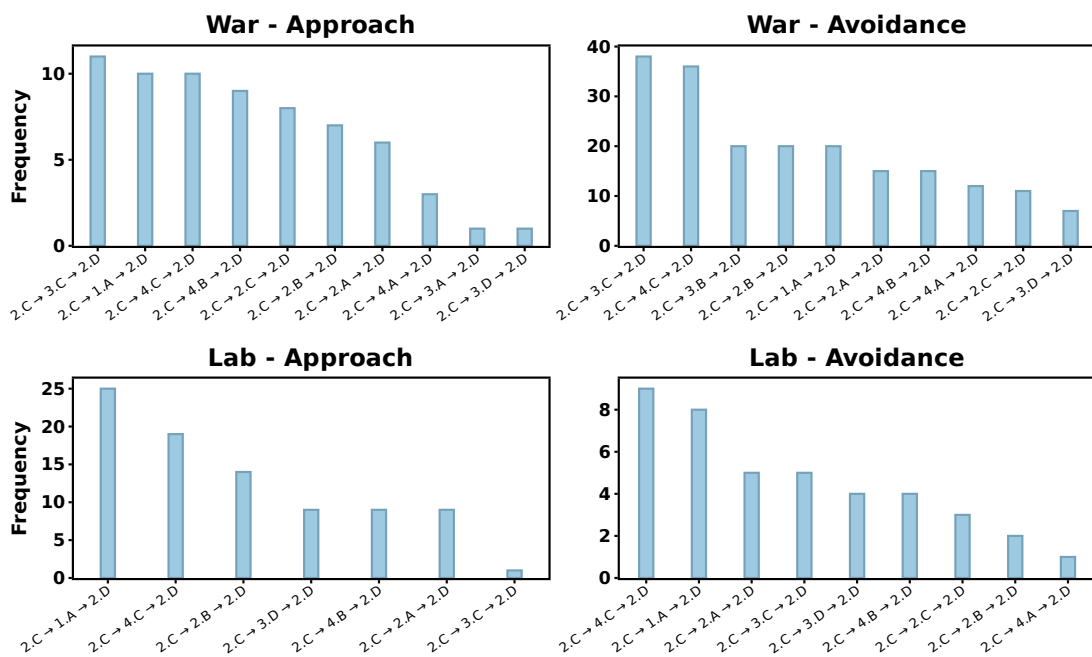 War - Approach
Frequency
10
5
0
2.C → 3.C → 2.D
2.C → 1.A → 2.D
2.C → 4.C → 2.D
2.C → 4.B → 2.D
2.C → 2.C → 2.D
2.C → 2.B → 2.D
2.C → 2.A → 2.D
2.C → 4.A → 2.D
2.C → 3.A → 2.D
2.C → 3.D → 2.D
War - Avoidance
40
30
20
10
0
2.C → 3.C → 2.D
2.C → 4.C → 2.D
2.C → 3.B → 2.D
2.C → 2.B → 2.D
2.C → 1.A → 2.D
2.C → 2.A → 2.D
2.C → 4.B → 2.D
2.C → 4.A → 2.D
2.C → 2.C → 2.D
2.C → 3.D → 2.D
Lab - Approach
Frequency
25
20
15
10
5
0
2.C → 1.A → 2.D
2.C → 4.C → 2.D
2.C → 2.B → 2.D
2.C → 3.D → 2.D
2.C → 4.B → 2.D
2.C → 2.A → 2.D
2.C → 3.C → 2.D
Lab - Avoidance
8
6
4
2
0
2.C → 4.C → 2.D
2.C → 1.A → 2.D
2.C → 2.A → 2.D
2.C → 3.C → 2.D
2.C → 3.D → 2.D
2.C → 4.B → 2.D
2.C → 2.C → 2.D
2.C → 2.B → 2.D
2.C → 4.A → 2.D